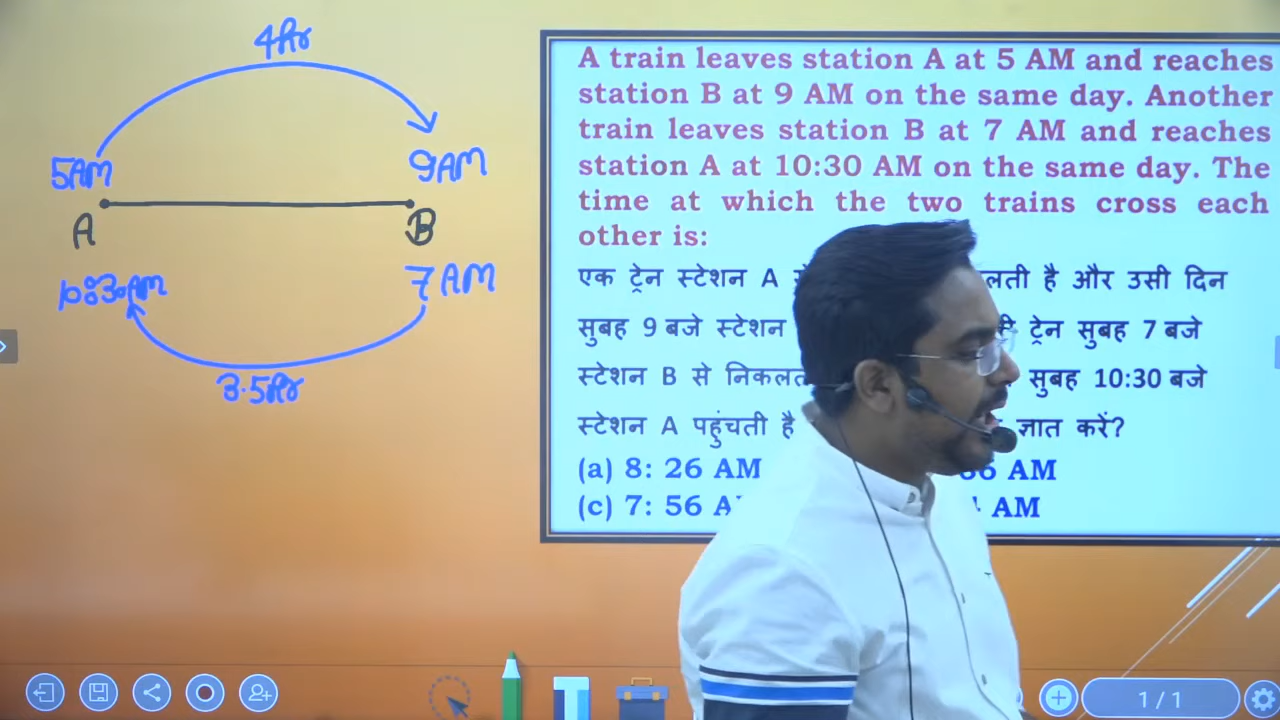 4hr
5AM
9AM
A
B
10:30AM
7 AM
3.5hr
A train leaves station A at 5 AM and reaches
station B at 9 AM on the same day. Another
train leaves station B at 7 AM and reaches
station A at 10:30 AM on the same day. The
time at which the two trains cross each
other is:
एक ट्रेन स्टेशन A है और उसी दिन
सुबह 9 बजे स्टेशन ट्रेन सुबह 7 बजे
स्टेशन B से सुबह 10:30 बजे
स्टेशन A पहुंचती है ज्ञात करें?
(a) 8: 26 AM AM
(c) 7: 56 AM
1 / 1